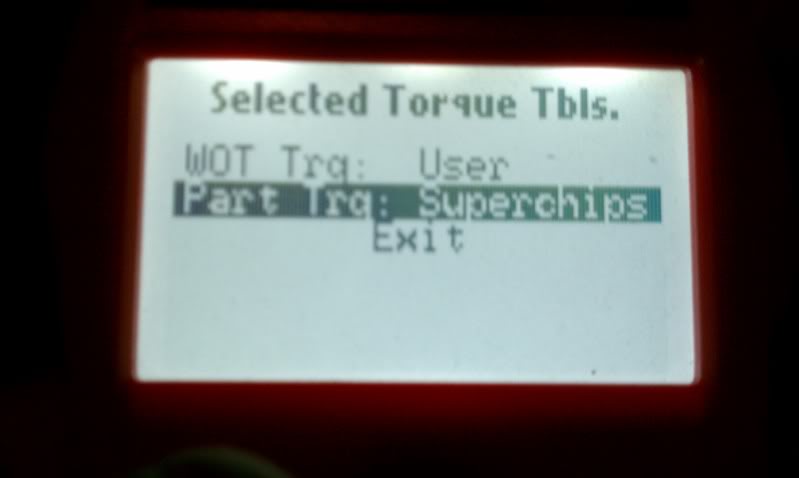 Selected Torque Tbls.
WOT Trq: User
Part Trq: Superchips
Exit